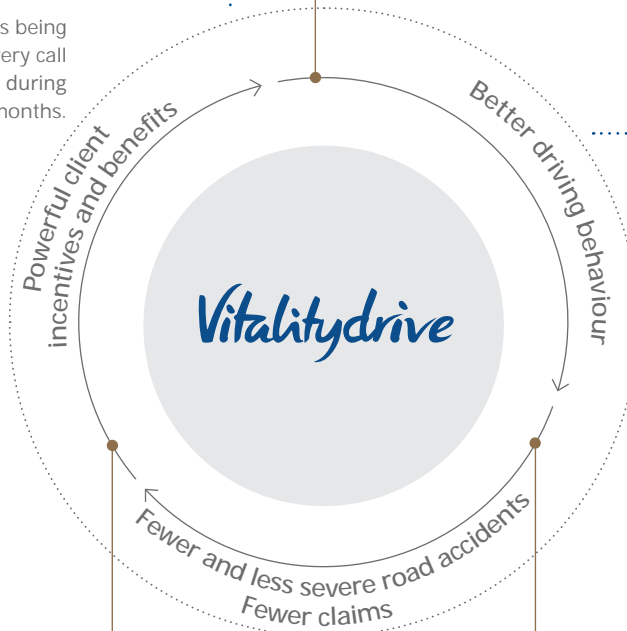 s being
ery call
during
months.
Powerful client
incentives and benefits
Better driving behaviour
Vitalitydrive
Fewer and less severe road accidents
Fewer claims